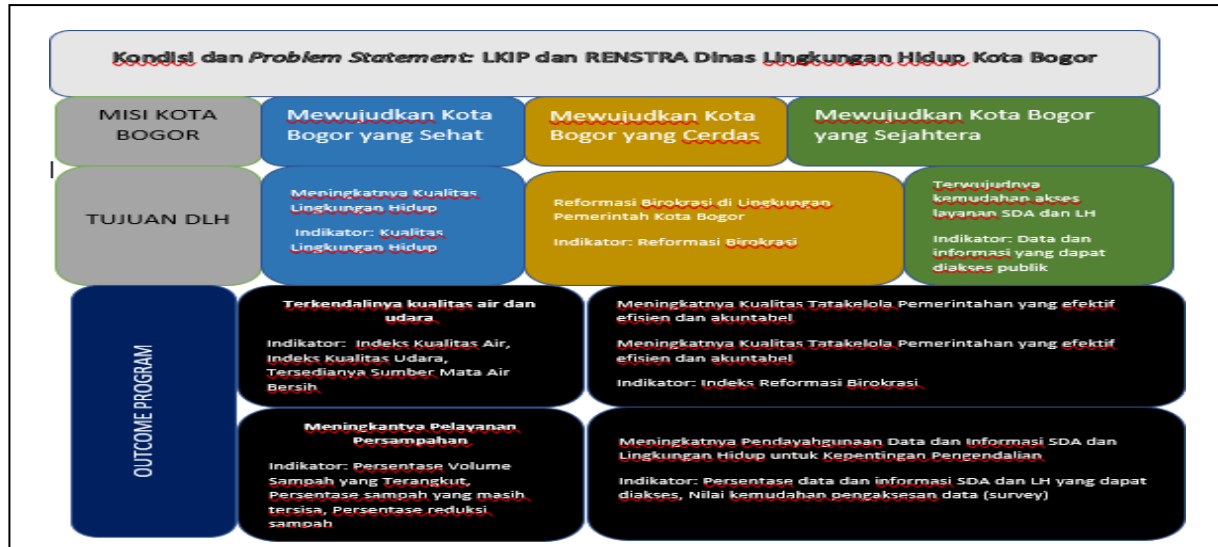 Kondisi dan Problem Statement: LKIP dan RENSTRA Dinas Lingkungan Hidup Kota Bogor
MISI KOTA
BOGOR
Mewujudkan Kota
Bogor yang Sehat
Mewujudkan Kota
Bogor yang Cerdas
Mewujudkan Kota Bogor
yang Sejahtera
TUJUAN DLH
Meningkatnya Kualitas
Lingkungan Hidup
Indikator: Kualitas
Lingkungan Hidup
Reformasi Birokrasi di Lingkungan
Pemerintah Kota Bogor
Indikator: Reformasi Birokrasi
Terwujudnya
kemudahan akses
layanan SDA dan LH
Indikator: Data dan
informasi yang dapat
diakses publik
OUTCOME PROGRAM
Terkendalinya kualitas air dan
udara
Indikator: Indeks Kualitas Air,
Indeks Kualitas Udara,
Tersedianya Sumber Mata Air
Bersih
Meningkatnya Kualitas Tatakelola Pemerintahan yang efektif
efisien dan akuntabel
Meningkatnya Kualitas Tatakelola Pemerintahan yang efektif
efisien dan akuntabel
Indikator: Indeks Reformasi Birokrasi
Meningkantya Pelayanan
Persampahan
Indikator: Persentase Volume
Sampah yang Terangkut,
Persentase sampah yang masih
tersisa, Persentase reduksi
sampah
Meningkatnya Pendayahgunaan Data dan Informasi SDA dan
Lingkungan Hidup untuk Kepentingan Pengendalian
Indikator: Persentase data dan informasi SDA dan LH yang dapat
diakses, Nilai kemudahan pengaksesan data (survey)